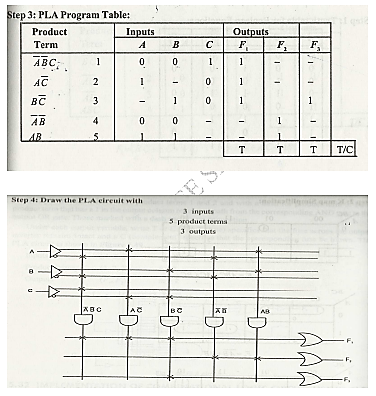 Step 3: PLA Program Table:
Product Term Inputs Outputs
A B C F₁ F₂ F₃
A̅B̅C 1 0 0 1 1 – –
AC̅ 2 1 – 0 1 –
BC̅ 3 – 1 0 1 1
A̅B̅ 4 0 0 – – 1 –
AB 5 1 1 – – 1 –
T T T T/C
Step 4: Draw the PLA circuit with
3 inputs
5 product terms
3 outputs
A
B
C
A̅B̅C AC̅ BC̅ A̅B̅ AB
F₁
F₂
F₃